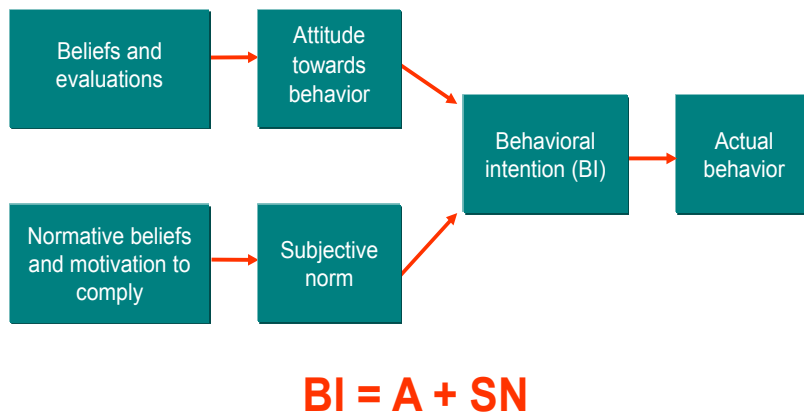 Beliefs and
evaluations
Attitude
towards
behavior
Behavioral
intention (BI)
Actual
behavior
Normative beliefs
and motivation to
comply
Subjective
norm
BI = A + SN